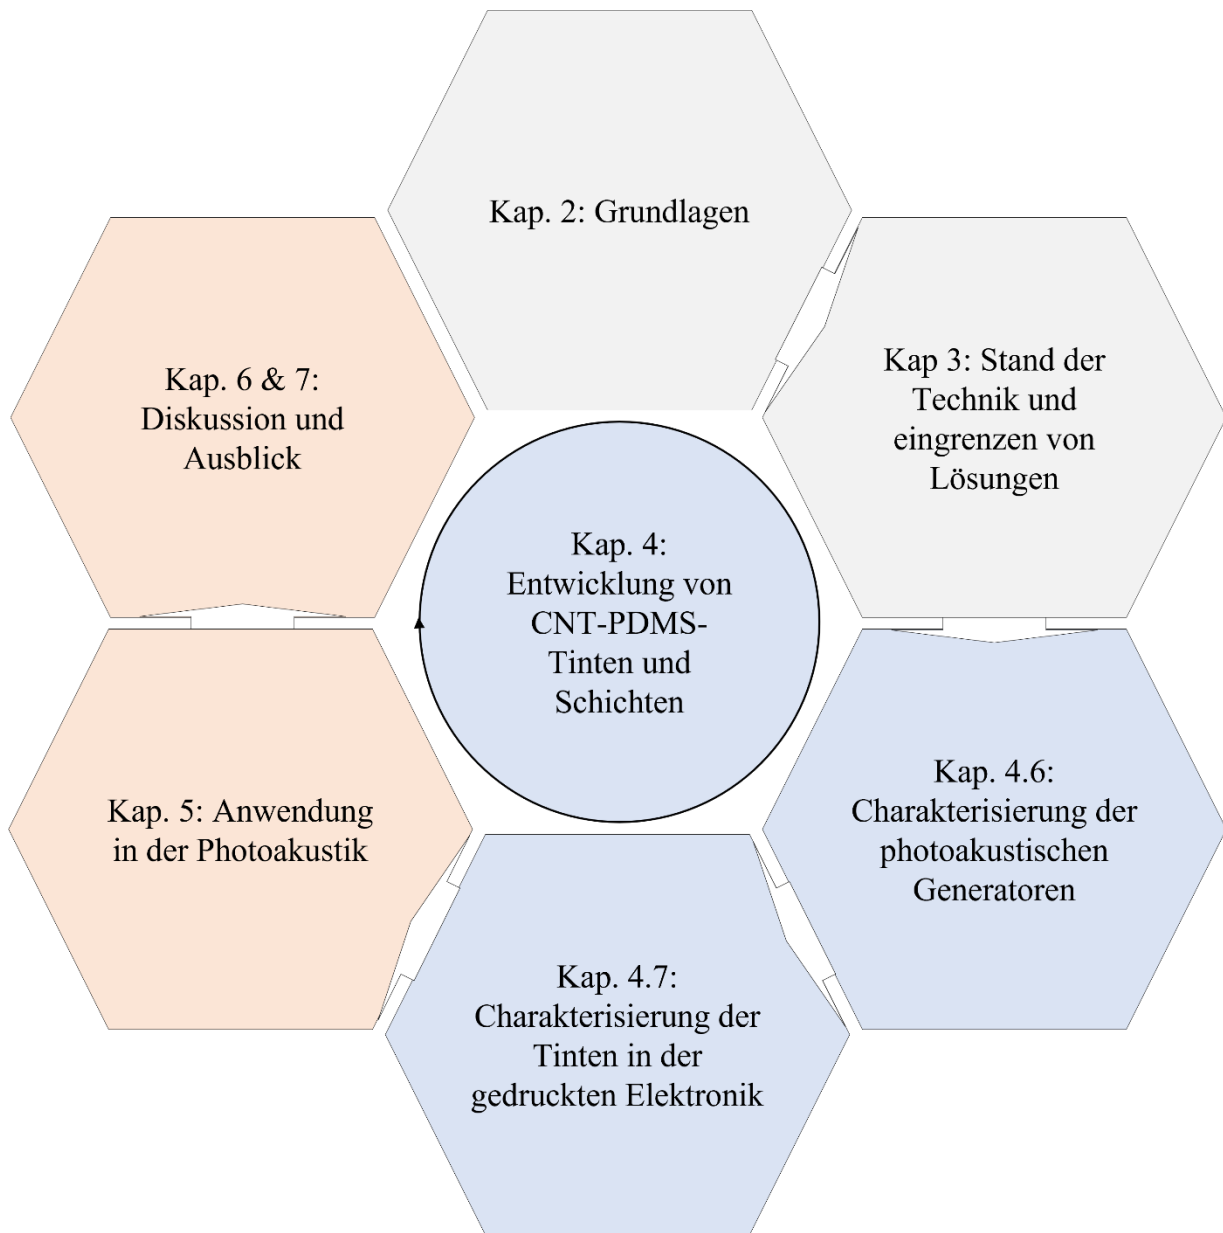 Kap. 2: Grundlagen
Kap 3: Stand der
Technik und
eingrenzen von
Lösungen
Kap. 6 & 7:
Diskussion und
Ausblick
Kap. 4:
Entwicklung von
CNT-PDMS-
Tinten und
Schichten
Kap. 4.6:
Charakterisierung der
photoakustischen
Generatoren
Kap. 5: Anwendung
in der Photoakustik
Kap. 4.7:
Charakterisierung der
Tinten in der
gedruckten Elektronik